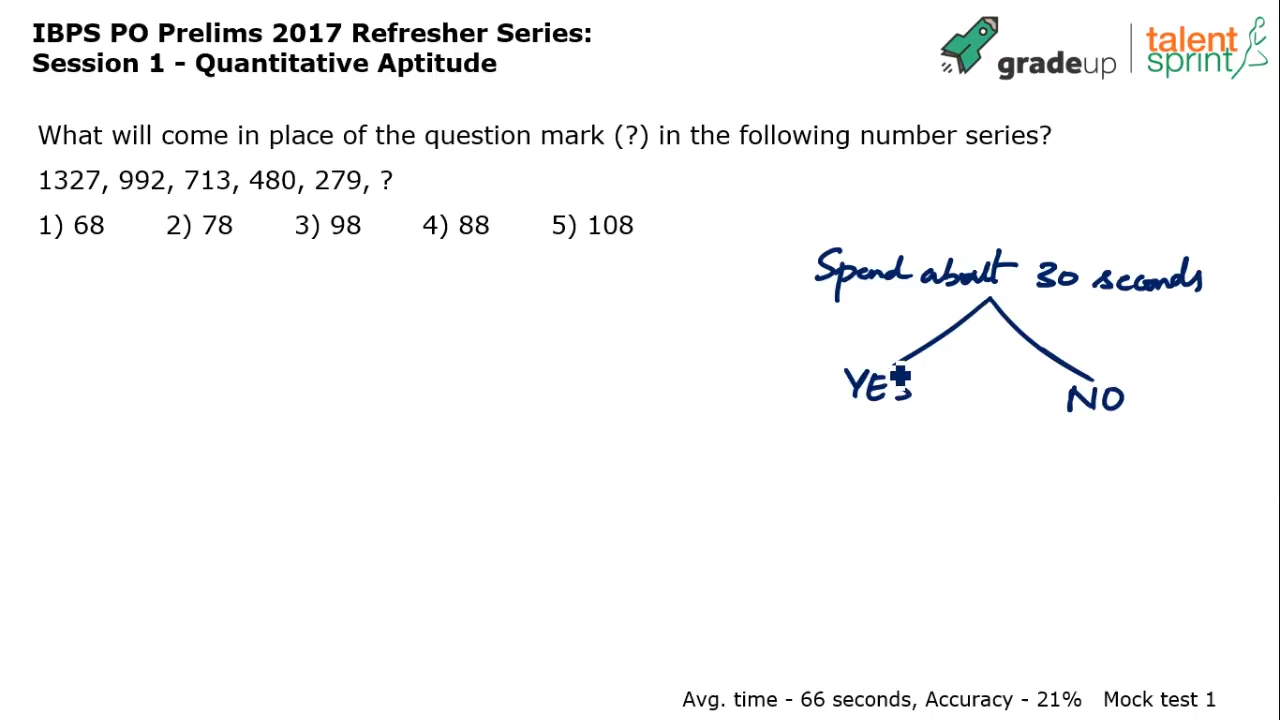 IBPS PO Prelims 2017 Refresher Series:
Session 1 - Quantitative Aptitude
gradeup
talent
sprint
What will come in place of the question mark (?) in the following number series?
1327, 992, 713, 480, 279, ?
1) 68 2) 78 3) 98 4) 88 5) 108
Spend about 30 seconds
YES NO
Avg. time - 66 seconds, Accuracy - 21% Mock test 1